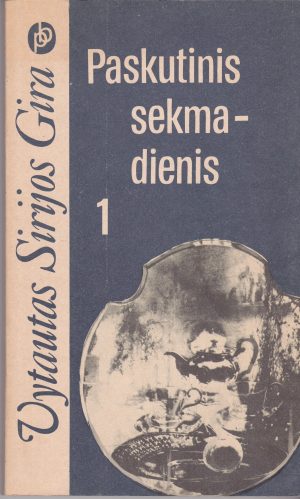 Vytautas Sirijos Gira
Paskutinis
sekma-
dienis
1